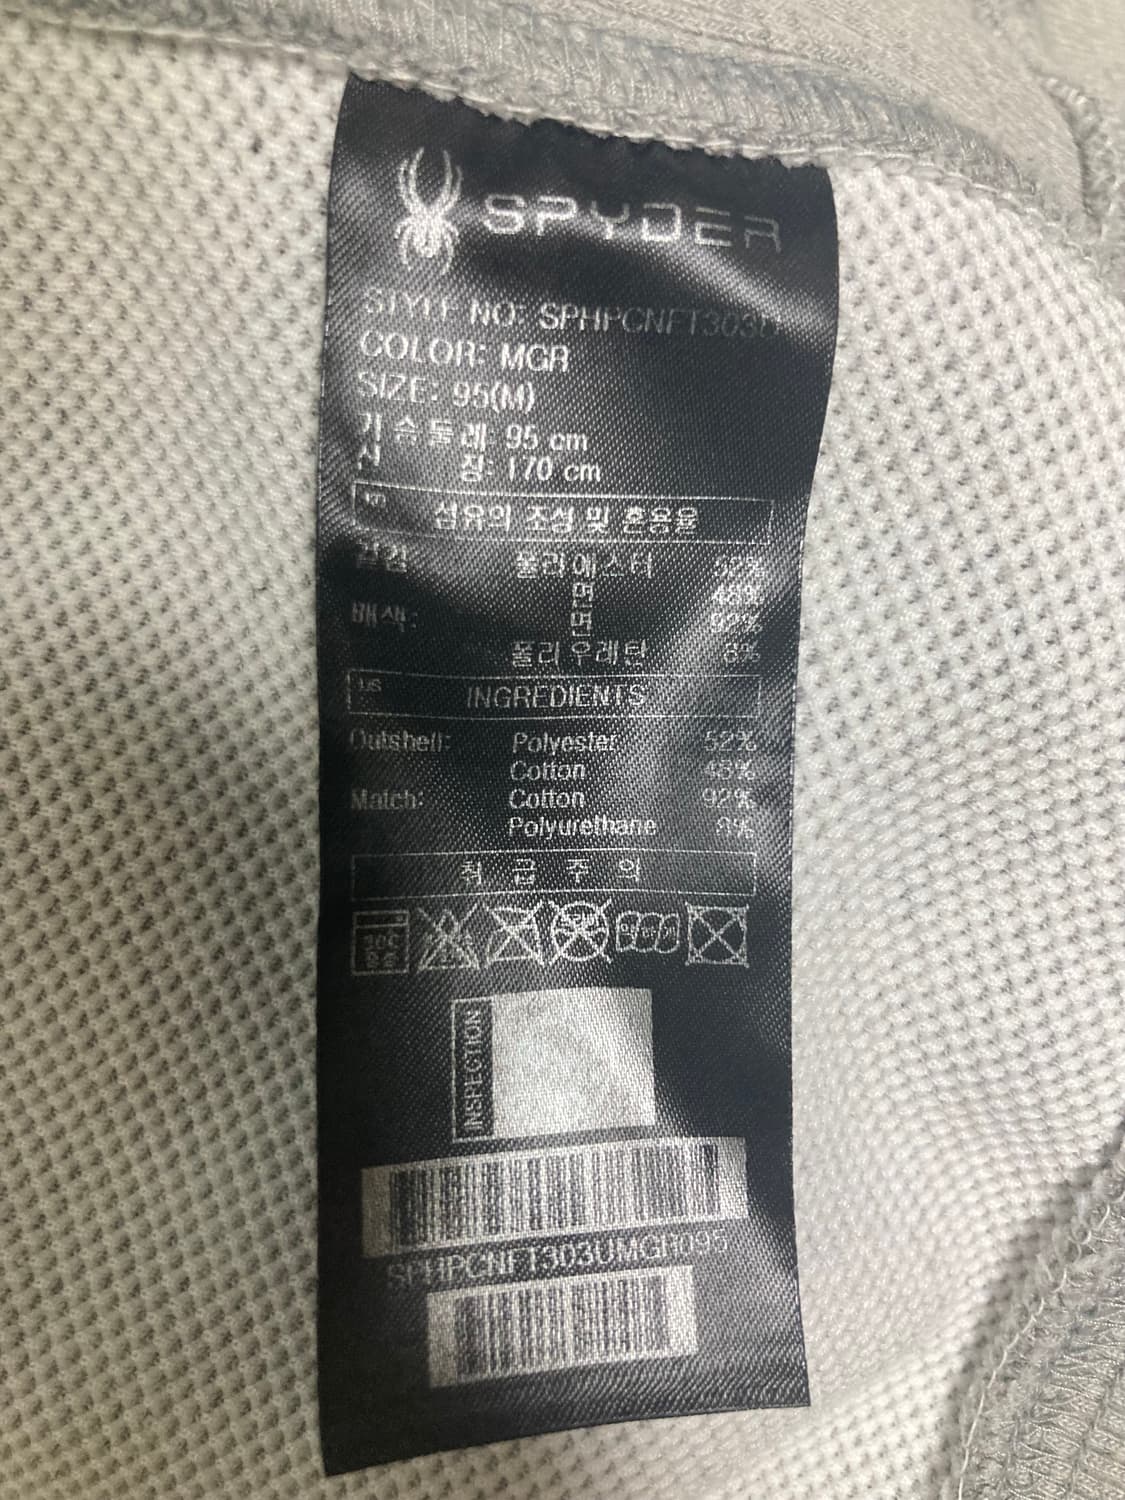 SPYDER
STYLE NO: SPHPCNFT303U
COLOR: MGR
SIZE: 95(M)
가슴둘레: 95 cm
신 장: 170 cm
섬유의 조성 및 혼용율
겉감: 폴리에스터 52%
면 48%
배색: 면 92%
폴리우레탄 8%
US INGREDIENTS
Outshell: Polyester 52%
Cotton 48%
Match: Cotton 92%
Polyurethane 8%
취 급 주 의
30℃
중성
INSPECTION
SPHPCNFT303UMGR095